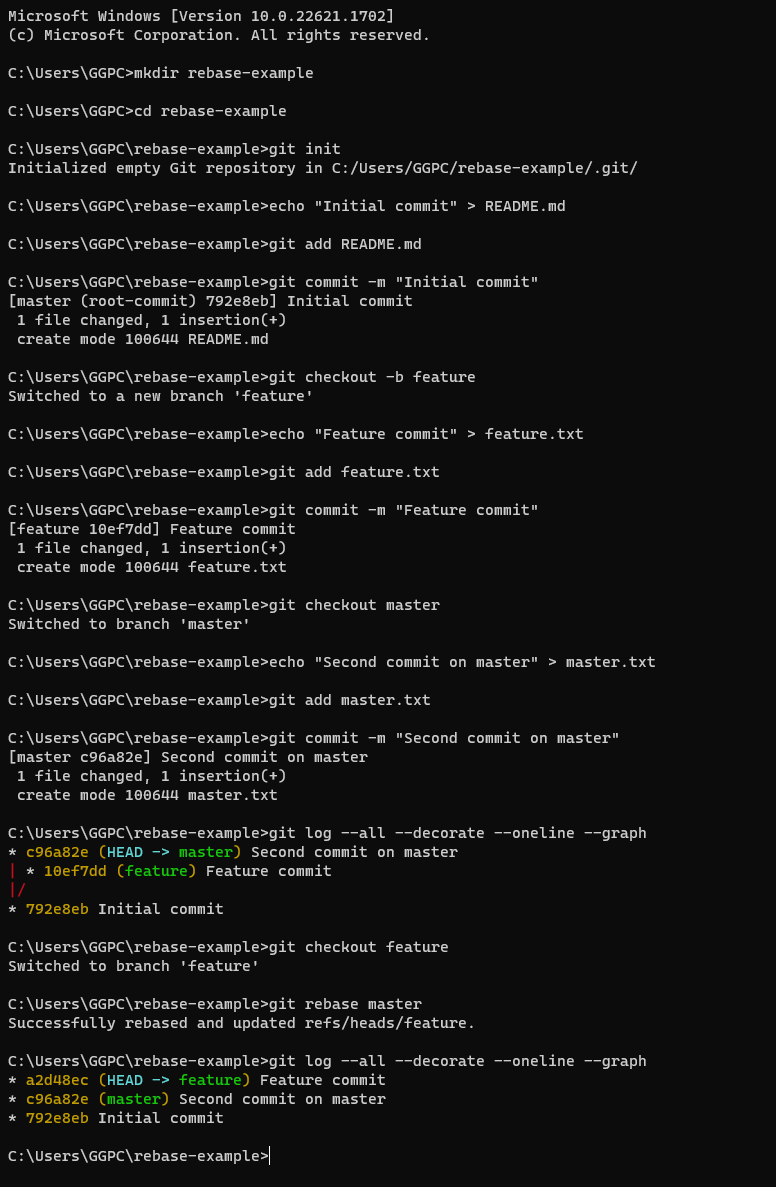 Microsoft Windows [Version 10.0.22621.1702]
(c) Microsoft Corporation. All rights reserved.
C:\Users\GGPC>mkdir rebase-example
C:\Users\GGPC>cd rebase-example
C:\Users\GGPC\rebase-example>git init
Initialized empty Git repository in C:/Users/GGPC/rebase-example/.git/
C:\Users\GGPC\rebase-example>echo "Initial commit" > README.md
C:\Users\GGPC\rebase-example>git add README.md
C:\Users\GGPC\rebase-example>git commit -m "Initial commit"
[master (root-commit) 792e8eb] Initial commit
 1 file changed, 1 insertion(+)
 create mode 100644 README.md
C:\Users\GGPC\rebase-example>git checkout -b feature
Switched to a new branch 'feature'
C:\Users\GGPC\rebase-example>echo "Feature commit" > feature.txt
C:\Users\GGPC\rebase-example>git add feature.txt
C:\Users\GGPC\rebase-example>git commit -m "Feature commit"
[feature 10ef7dd] Feature commit
 1 file changed, 1 insertion(+)
 create mode 100644 feature.txt
C:\Users\GGPC\rebase-example>git checkout master
Switched to branch 'master'
C:\Users\GGPC\rebase-example>echo "Second commit on master" > master.txt
C:\Users\GGPC\rebase-example>git add master.txt
C:\Users\GGPC\rebase-example>git commit -m "Second commit on master"
[master c96a82e] Second commit on master
 1 file changed, 1 insertion(+)
 create mode 100644 master.txt
C:\Users\GGPC\rebase-example>git log --all --decorate --oneline --graph
* c96a82e (HEAD -> master) Second commit on master
| * 10ef7dd (feature) Feature commit
|/
* 792e8eb Initial commit
C:\Users\GGPC\rebase-example>git checkout feature
Switched to branch 'feature'
C:\Users\GGPC\rebase-example>git rebase master
Successfully rebased and updated refs/heads/feature.
C:\Users\GGPC\rebase-example>git log --all --decorate --oneline --graph
* a2d48ec (HEAD -> feature) Feature commit
* c96a82e (master) Second commit on master
* 792e8eb Initial commit
C:\Users\GGPC\rebase-example>